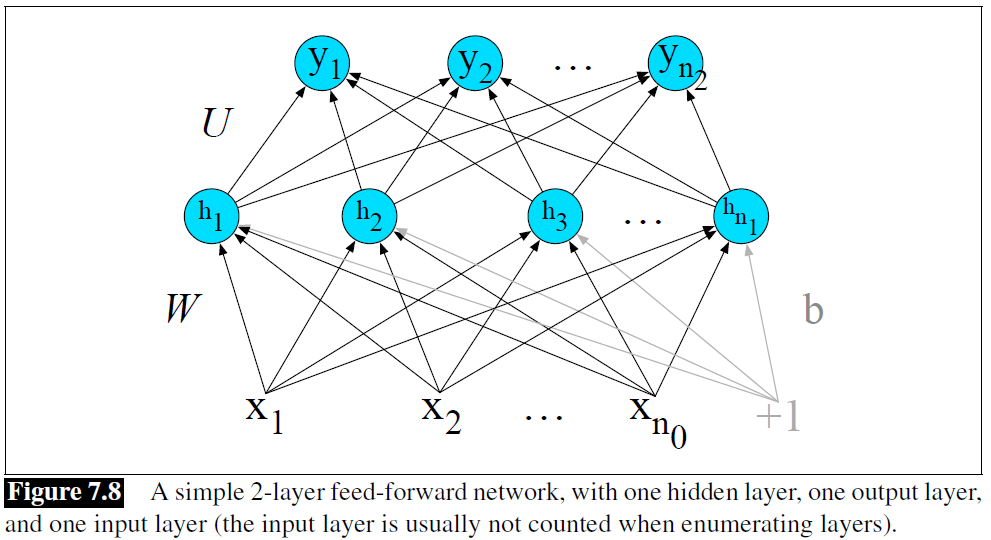 y1 y2 … yn2
U
h1 h2 h3 … hn1
W b
x1 x2 … xn0 +1
Figure 7.8 A simple 2-layer feed-forward network, with one hidden layer, one output layer,
and one input layer (the input layer is usually not counted when enumerating layers).